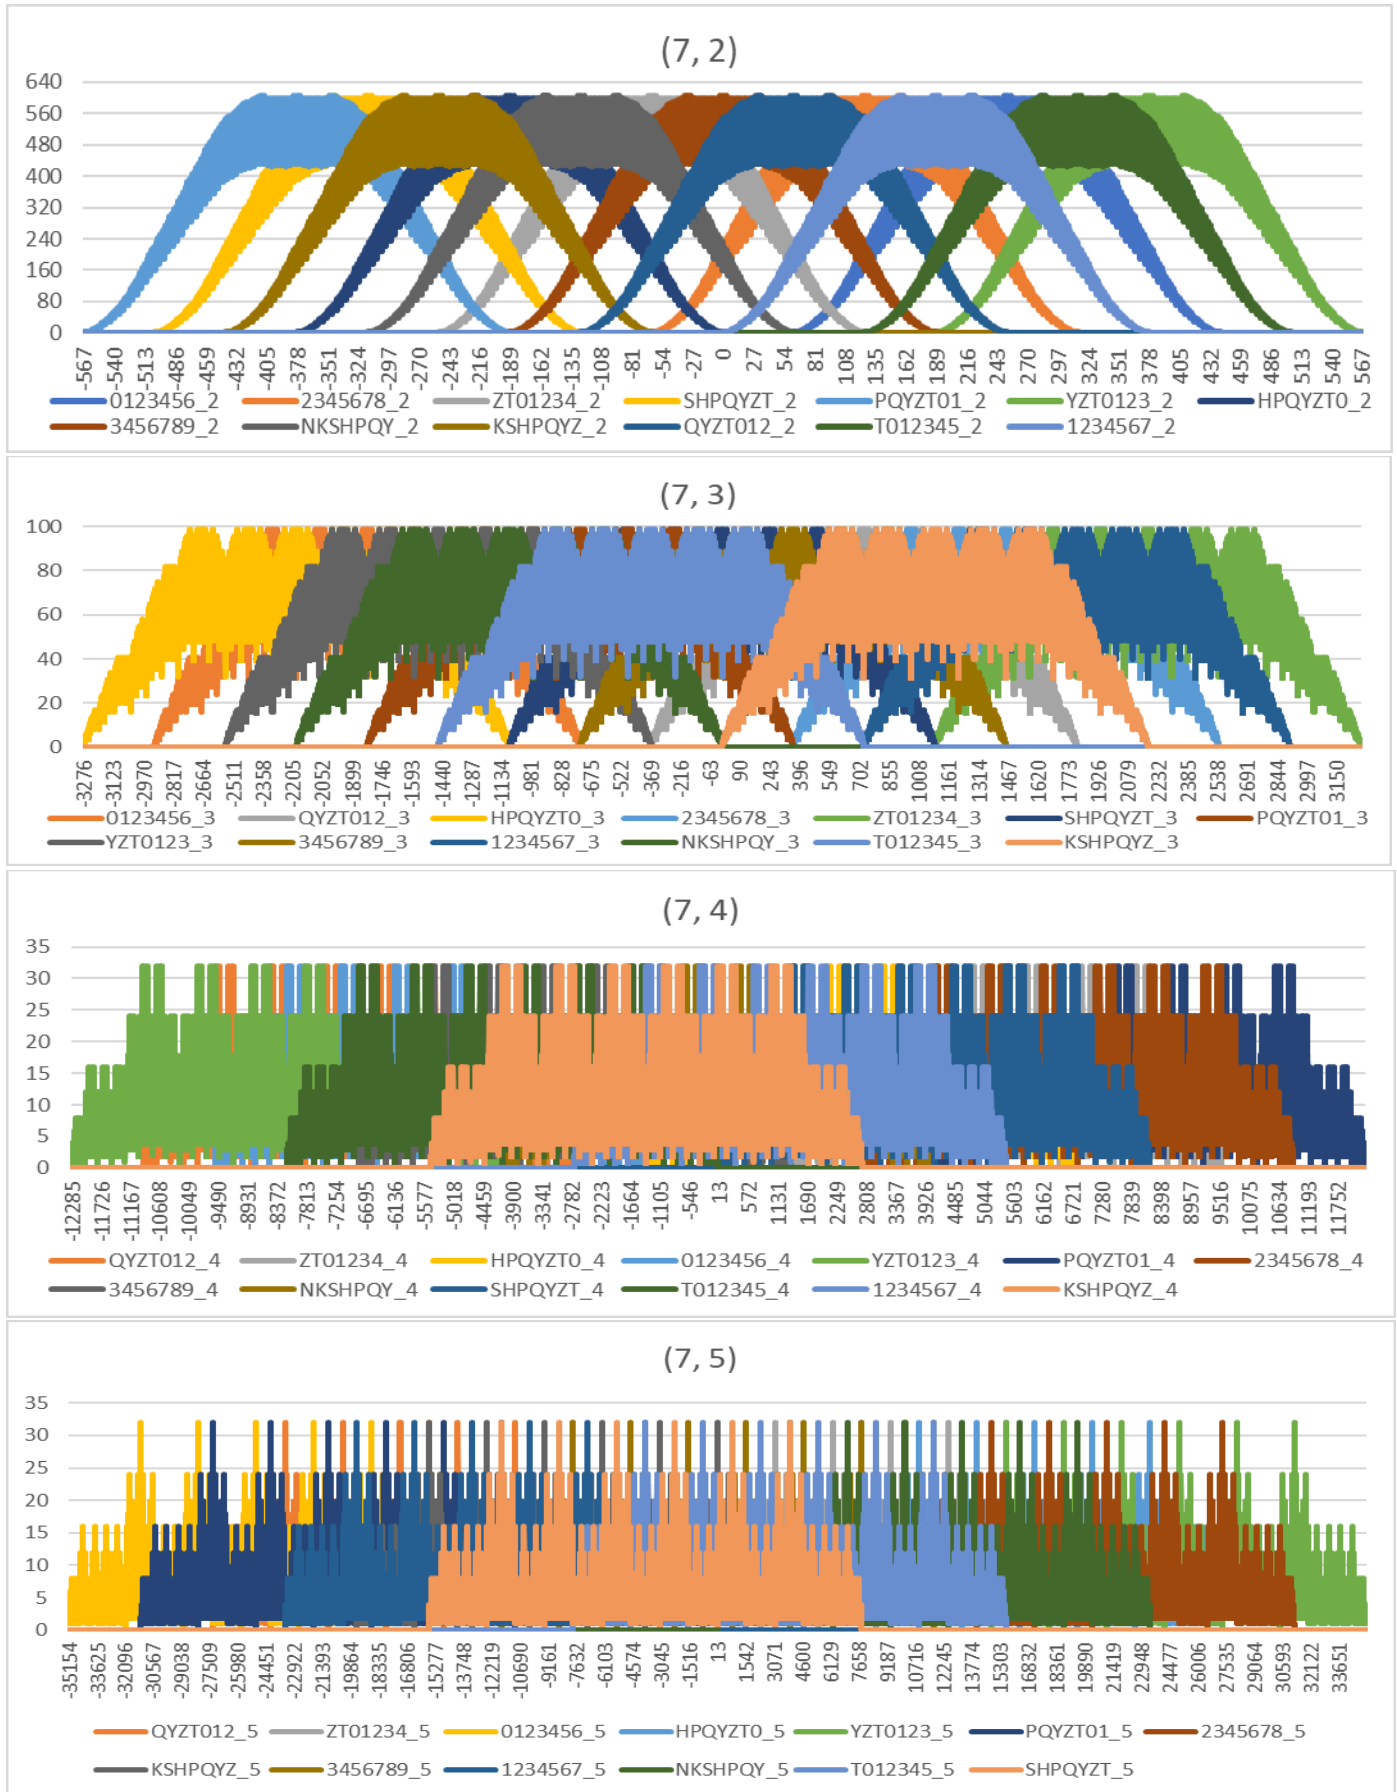 (7, 2)
640
560
480
400
320
240
160
80
0
-567 -540 -513 -486 -459 -432 -405 -378 -351 -324 -297 -270 -243 -216 -189 -162 -135 -108 -81 -54 -27 0 27 54 81 108 135 162 189 216 243 270 297 324 351 378 405 432 459 486 513 540 567
0123456_2 2345678_2 ZT01234_2 SHPQYZT_2 PQYZT01_2 YZT0123_2 HPQYZT0_2
3456789_2 NKSHPQY_2 KSHPQYZ_2 QYZT012_2 T012345_2 1234567_2
(7, 3)
100
80
60
40
20
0
-3276 -3123 -2970 -2817 -2664 -2511 -2358 -2205 -2052 -1899 -1746 -1593 -1440 -1287 -1134 -981 -828 -675 -522 -369 -216 -63 90 243 396 549 702 855 1008 1161 1314 1467 1620 1773 1926 2079 2232 2385 2538 2691 2844 2997 3150
0123456_3 QYZT012_3 HPQYZT0_3 2345678_3 ZT01234_3 SHPQYZT_3 PQYZT01_3
YZT0123_3 3456789_3 1234567_3 NKSHPQY_3 T012345_3 KSHPQYZ_3
(7, 4)
35
30
25
20
15
10
5
0
-12285 -11726 -11167 -10608 -10049 -9490 -8931 -8372 -7813 -7254 -6695 -6136 -5577 -5018 -4459 -3900 -3341 -2782 -2223 -1664 -1105 -546 13 572 1131 1690 2249 2808 3367 3926 4485 5044 5603 6162 6721 7280 7839 8398 8957 9516 10075 10634 11193 11752
QYZT012_4 ZT01234_4 HPQYZT0_4 0123456_4 YZT0123_4 PQYZT01_4 2345678_4
3456789_4 NKSHPQY_4 SHPQYZT_4 T012345_4 1234567_4 KSHPQYZ_4
(7, 5)
35
30
25
20
15
10
5
0
-35154 -33625 -32096 -30567 -29038 -27509 -25980 -24451 -22922 -21393 -19864 -18335 -16806 -15277 -13748 -12219 -10690 -9161 -7632 -6103 -4574 -3045 -1516 13 1542 3071 4600 6129 7658 9187 10716 12245 13774 15303 16832 18361 19890 21419 22948 24477 26006 27535 29064 30593 32122 33651
QYZT012_5 ZT01234_5 0123456_5 HPQYZT0_5 YZT0123_5 PQYZT01_5 2345678_5
KSHPQYZ_5 3456789_5 1234567_5 NKSHPQY_5 T012345_5 SHPQYZT_5